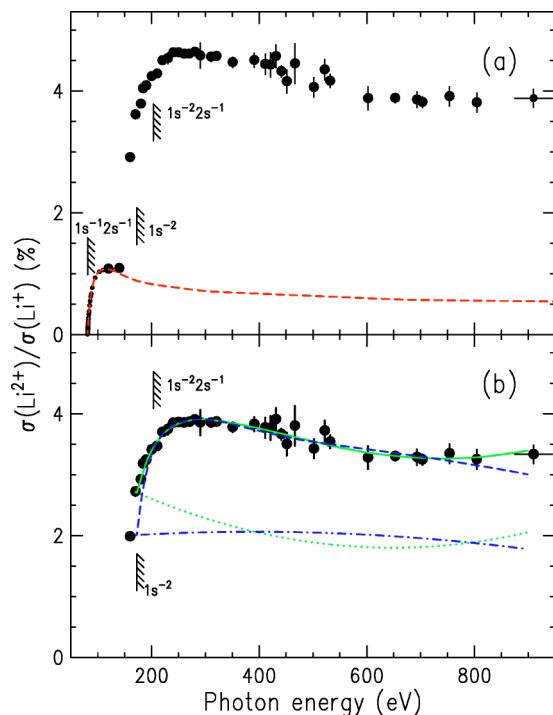 (a)
4
1s⁻²2s⁻¹
2
1s⁻¹2s⁻¹
1s⁻²
0
σ(Li²⁺)/σ(Li⁺) (%)
1s⁻²2s⁻¹
(b)
4
2
1s⁻²
0
200 400 600 800
Photon energy (eV)